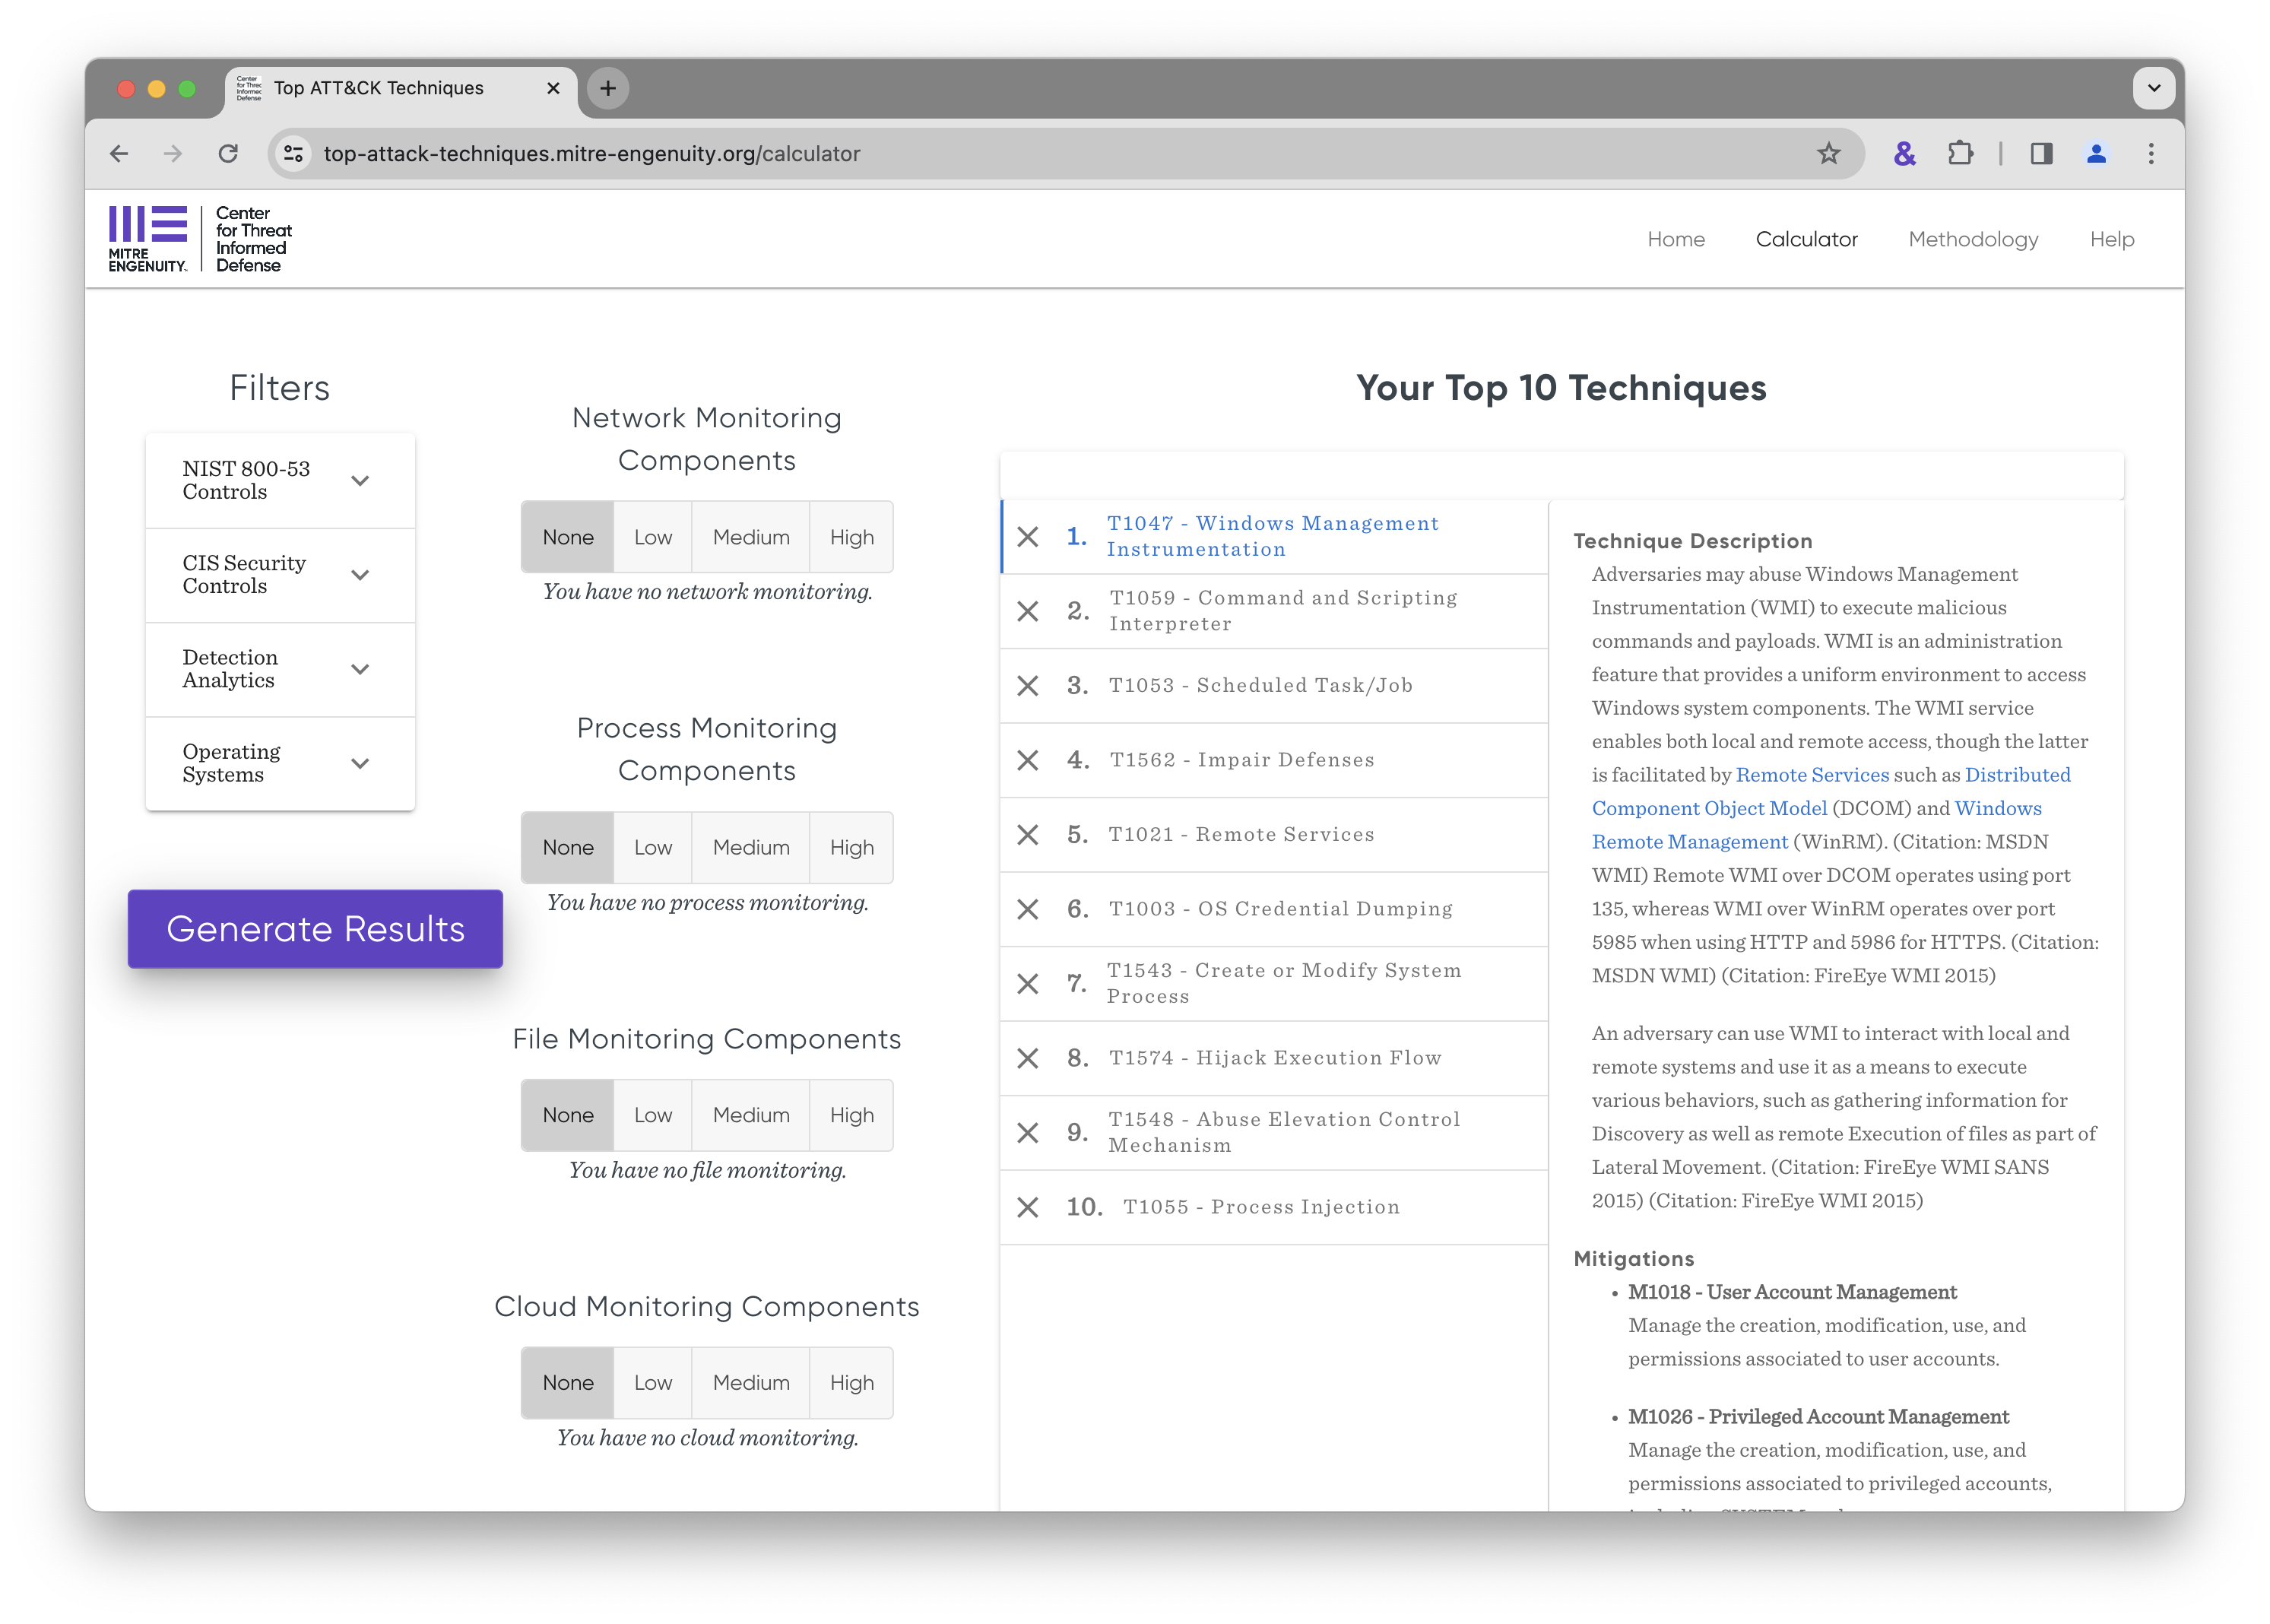 Center
for Threat
Informed
Defense
Top ATT&CK Techniques
top-attack-techniques.mitre-engenuity.org/calculator
&
MITRE
ENGENUITY
Center
for Threat
Informed
Defense
Home
Calculator
Methodology
Help
Filters
NIST 800-53
Controls
CIS Security
Controls
Detection
Analytics
Operating
Systems
Generate Results
Network Monitoring
Components
None Low Medium High
You have no network monitoring.
Process Monitoring
Components
None Low Medium High
You have no process monitoring.
File Monitoring Components
None Low Medium High
You have no file monitoring.
Cloud Monitoring Components
None Low Medium High
You have no cloud monitoring.
Your Top 10 Techniques
1. T1047 - Windows Management
Instrumentation
2. T1059 - Command and Scripting
Interpreter
3. T1053 - Scheduled Task/Job
4. T1562 - Impair Defenses
5. T1021 - Remote Services
6. T1003 - OS Credential Dumping
7. T1543 - Create or Modify System
Process
8. T1574 - Hijack Execution Flow
9. T1548 - Abuse Elevation Control
Mechanism
10. T1055 - Process Injection
Technique Description
Adversaries may abuse Windows Management
Instrumentation (WMI) to execute malicious
commands and payloads. WMI is an administration
feature that provides a uniform environment to access
Windows system components. The WMI service
enables both local and remote access, though the latter
is facilitated by Remote Services such as Distributed
Component Object Model (DCOM) and Windows
Remote Management (WinRM). (Citation: MSDN
WMI) Remote WMI over DCOM operates using port
135, whereas WMI over WinRM operates over port
5985 when using HTTP and 5986 for HTTPS. (Citation:
MSDN WMI) (Citation: FireEye WMI 2015)
An adversary can use WMI to interact with local and
remote systems and use it as a means to execute
various behaviors, such as gathering information for
Discovery as well as remote Execution of files as part of
Lateral Movement. (Citation: FireEye WMI SANS
2015) (Citation: FireEye WMI 2015)
Mitigations
• M1018 - User Account Management
Manage the creation, modification, use, and
permissions associated to user accounts.
• M1026 - Privileged Account Management
Manage the creation, modification, use, and
permissions associated to privileged accounts,